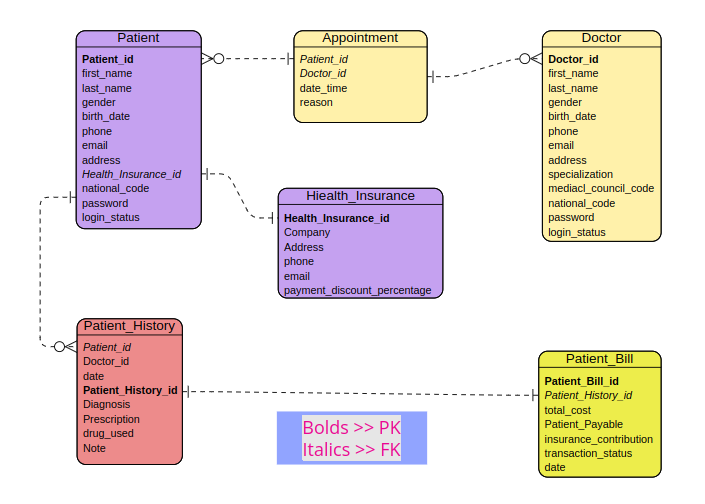 Patient
Patient_id
first_name
last_name
gender
birth_date
phone
email
address
Health_Insurance_id
national_code
password
login_status
Appointment
Patient_id
Doctor_id
date_time
reason
Doctor
Doctor_id
first_name
last_name
gender
birth_date
phone
email
address
specialization
mediacl_council_code
national_code
password
login_status
Hiealth_Insurance
Health_Insurance_id
Company
Address
phone
email
payment_discount_percentage
Patient_History
Patient_id
Doctor_id
date
Patient_History_id
Diagnosis
Prescription
drug_used
Note
Patient_Bill
Patient_Bill_id
Patient_History_id
total_cost
Patient_Payable
insurance_contribution
transaction_status
date
Bolds >> PK
Italics >> FK